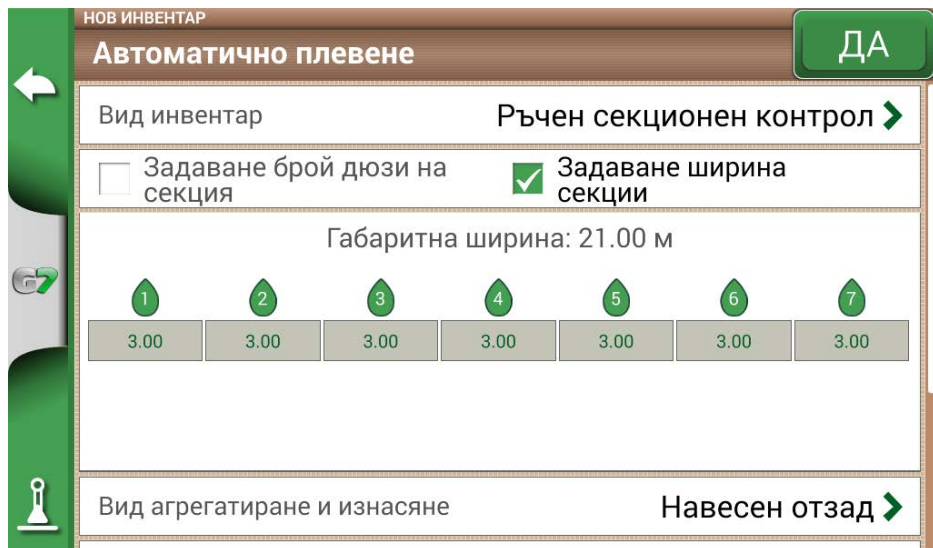 НОВ ИНВЕНТАР
Автоматично плевене
ДА
Вид инвентар
Ръчен секционен контрол
Задаване брой дюзи на
секция
Задаване ширина
секции
Габаритна ширина: 21.00 м
G7
1 2 3 4 5 6 7
3.00 3.00 3.00 3.00 3.00 3.00 3.00
Вид агрегатиране и изнасяне
Навесен отзад